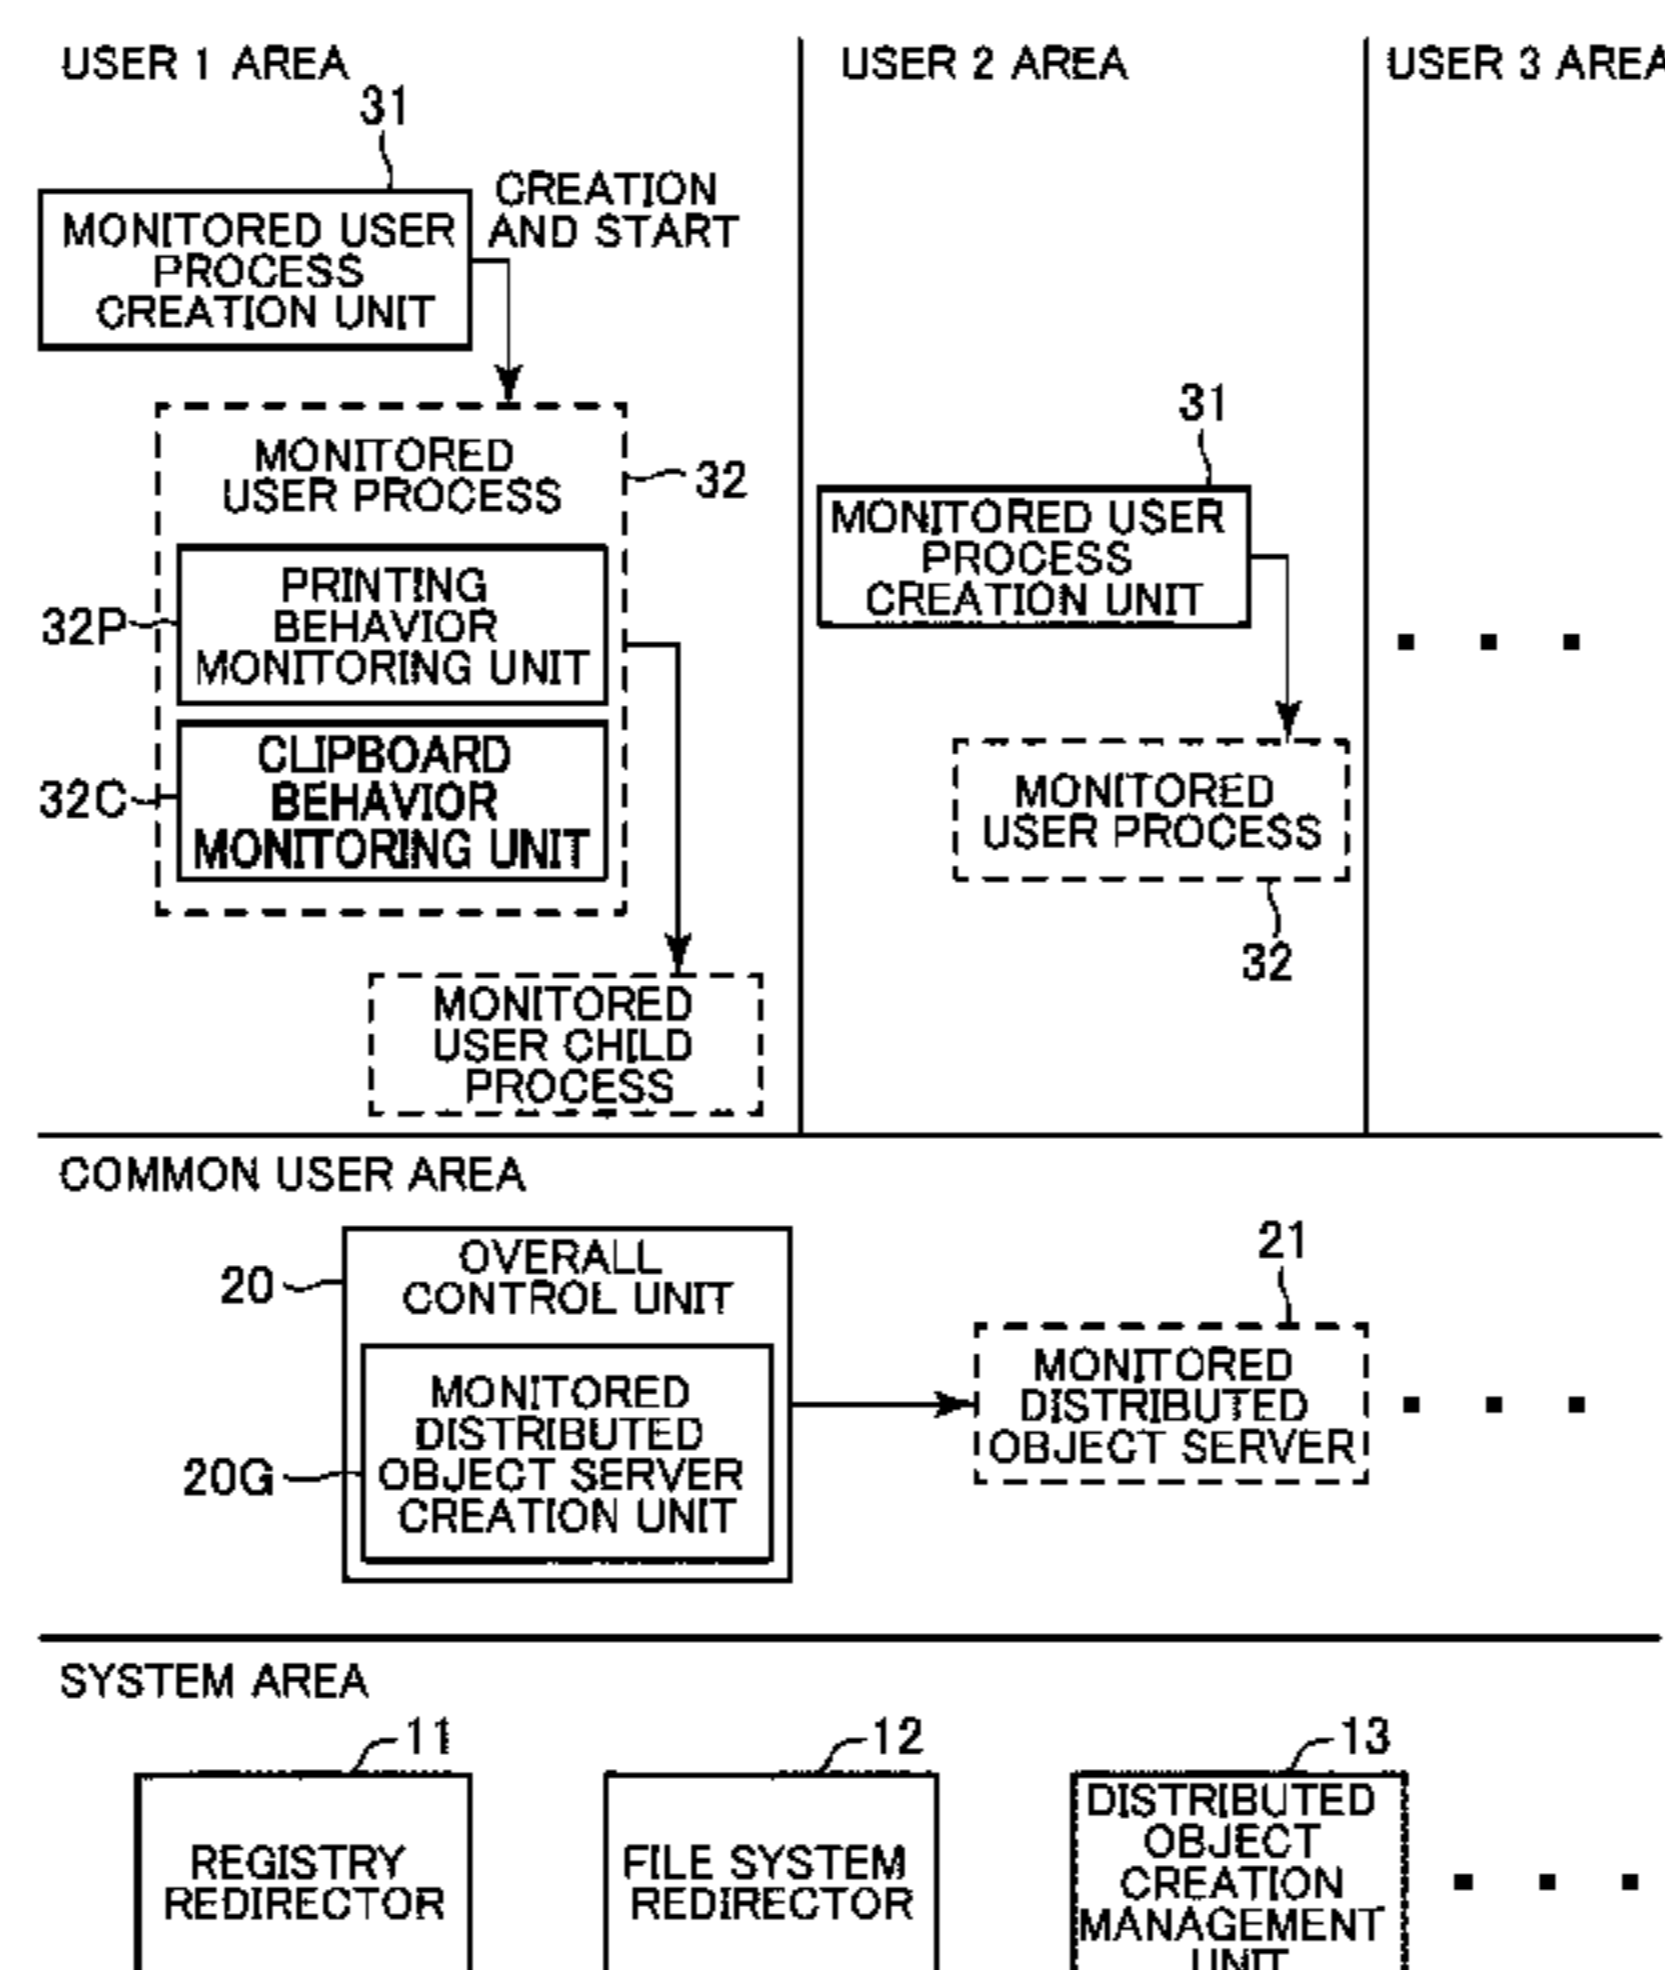 USER 1 AREA
31
MONITORED USER
PROCESS
CREATION UNIT
CREATION
AND START
MONITORED
USER PROCESS
32
PRINTING
BEHAVIOR
MONITORING UNIT
32P
CLIPBOARD
BEHAVIOR
MONITORING UNIT
32C
MONITORED
USER CHILD
PROCESS
USER 2 AREA
31
MONITORED USER
PROCESS
CREATION UNIT
MONITORED
USER PROCESS
32
USER 3 AREA
COMMON USER AREA
20
OVERALL
CONTROL UNIT
20G
MONITORED
DISTRIBUTED
OBJECT SERVER
CREATION UNIT
21
MONITORED
DISTRIBUTED
OBJECT SERVER
SYSTEM AREA
11
REGISTRY
REDIRECTOR
12
FILE SYSTEM
REDIRECTOR
13
DISTRIBUTED
OBJECT
CREATION
MANAGEMENT
UNIT